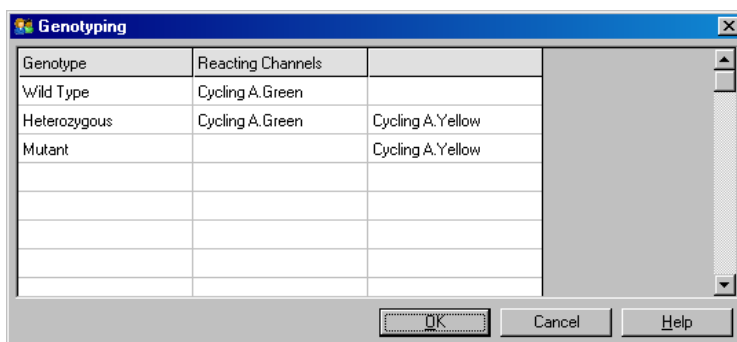 Genotyping
Genotype Reacting Channels
Wild Type Cycling A.Green
Heterozygous Cycling A.Green Cycling A.Yellow
Mutant Cycling A.Yellow
OK Cancel Help